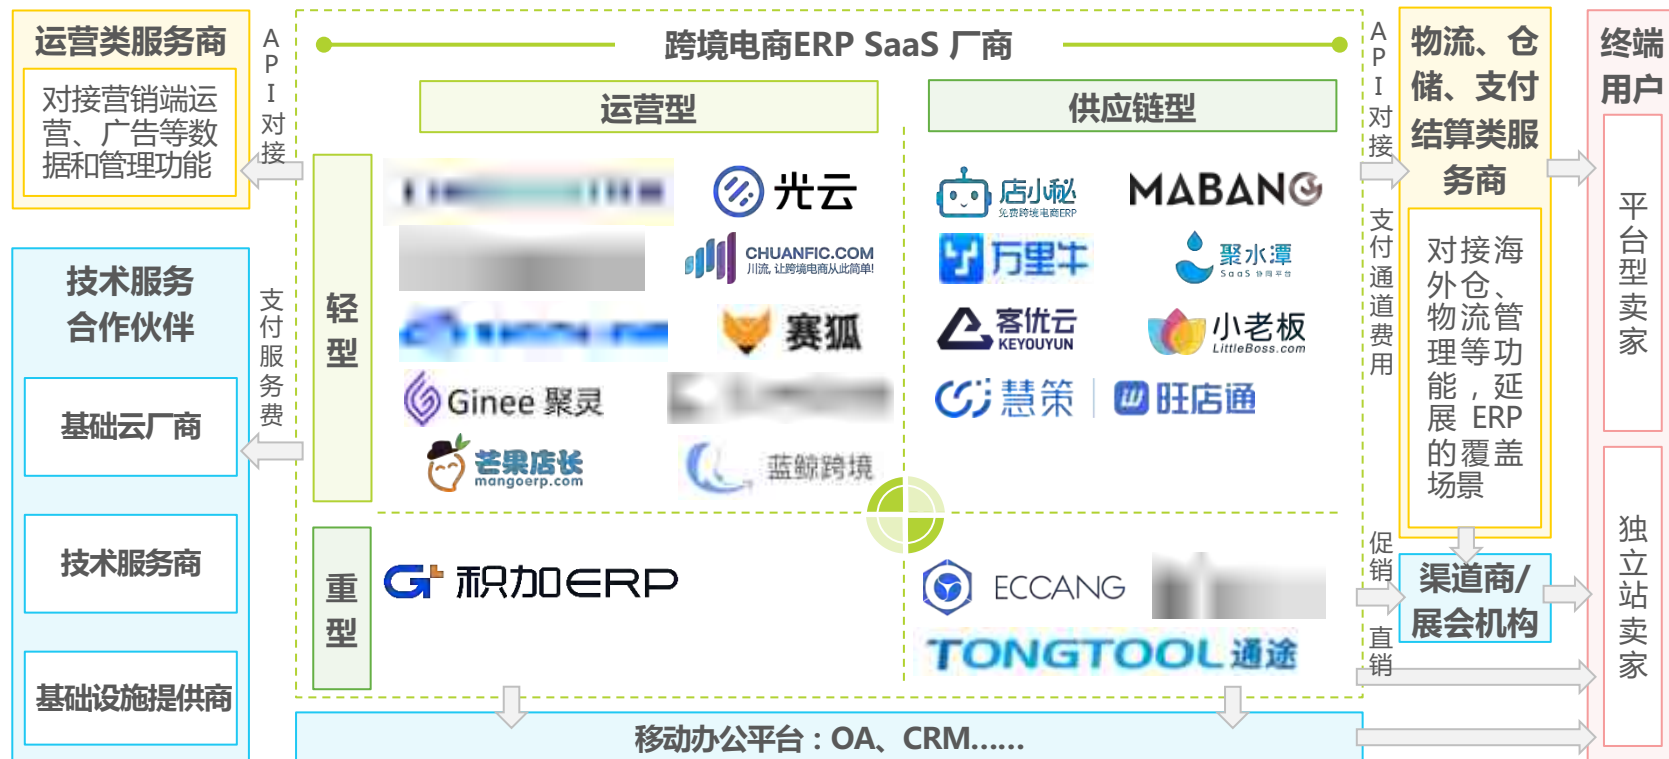 运营类服务商
对接营销端运
营、广告等数
据和管理功能
API对接
技术服务
合作伙伴
支付服务费
基础云厂商
技术服务商
基础设施提供商
跨境电商ERP SaaS 厂商
运营型
供应链型
轻型
光云
CHUANFIC.COM
川流, 让跨境电商从此简单!
赛狐
Ginee 聚灵
芒果店长
mangoerp.com
蓝鲸跨境
店小秘
免费跨境电商ERP
MABANG
万里牛
聚水潭
SaaS 协同平台
客优云
KEYOUYUN
小老板
LittleBoss.com
慧策
旺店通
重型
积加ERP
ECCANG
TONGTOOL 通途
移动办公平台：OA、CRM......
API对接
支付通道费用
促销
直销
物流、仓
储、支付
结算类服
务商
对接海
外仓、
物流管
理等功
能，延
展 ERP
的覆盖
场景
渠道商/
展会机构
终端
用户
平台型卖家
独立站卖家